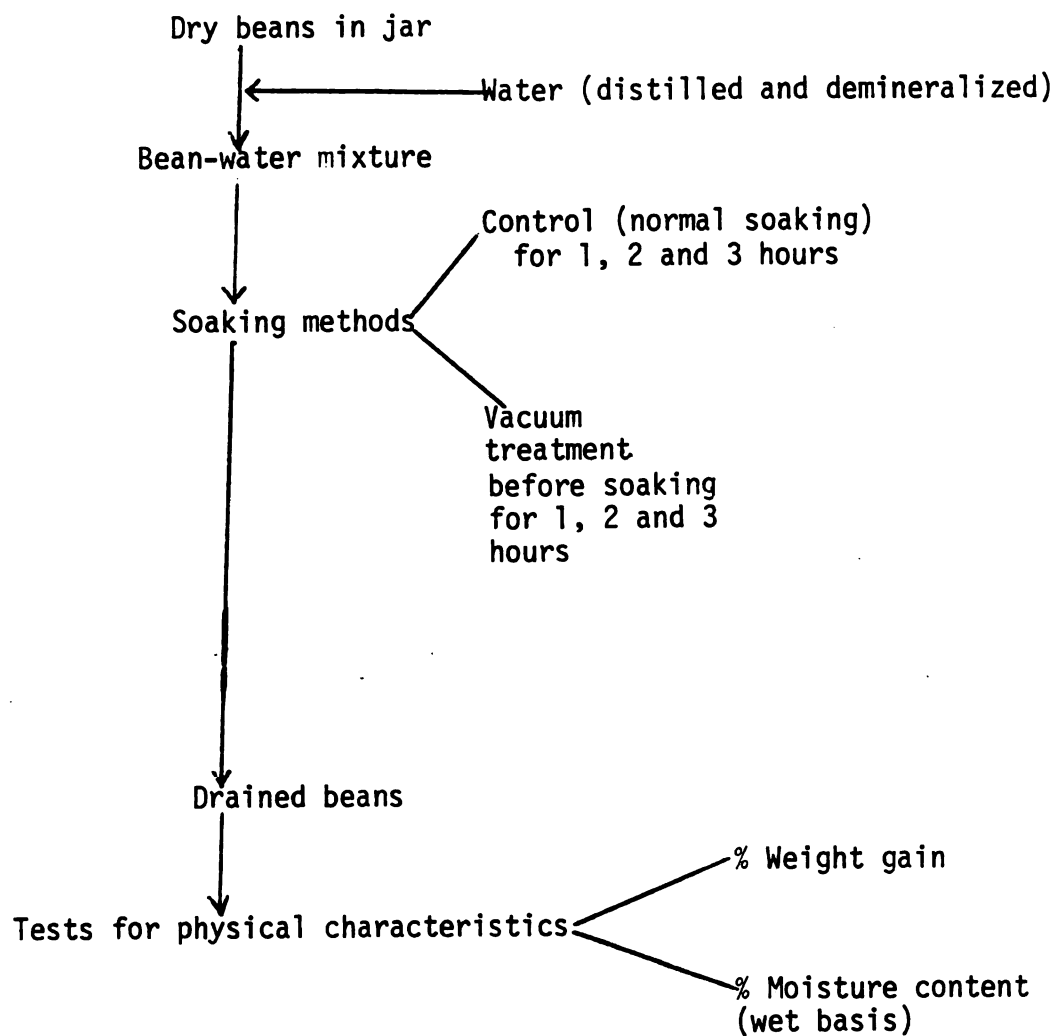 Dry beans in jar
Water (distilled and demineralized)
Bean-water mixture
Control (normal soaking)
for 1, 2 and 3 hours
Soaking methods
Vacuum
treatment
before soaking
for 1, 2 and 3
hours
Drained beans
% Weight gain
Tests for physical characteristics
% Moisture content
(wet basis)